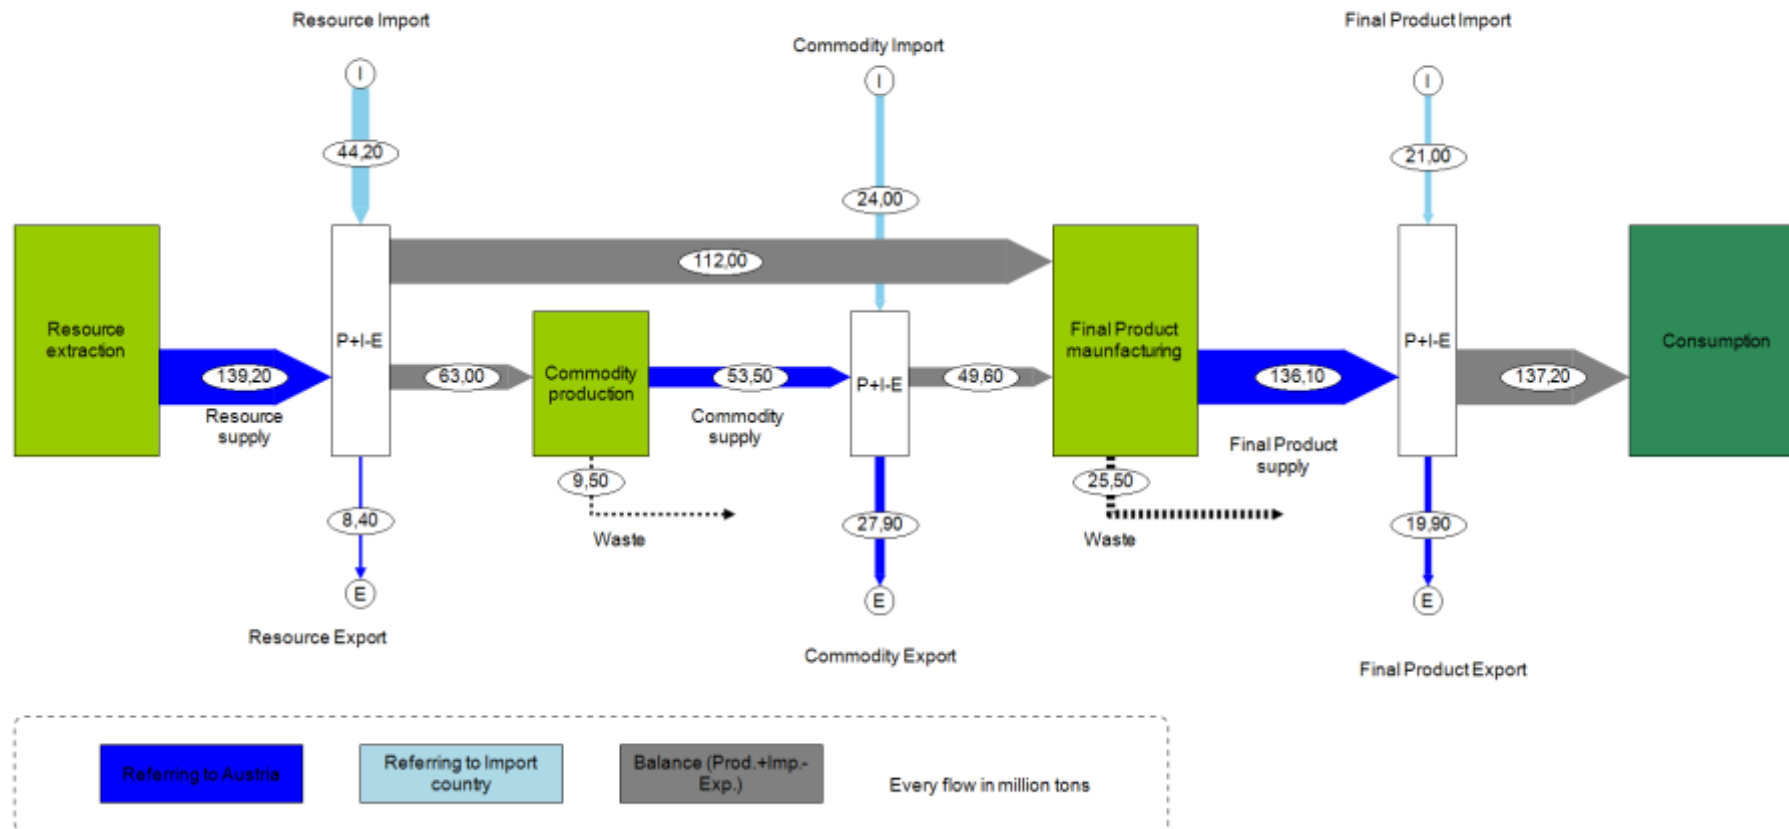 Resource Import
Commodity Import
Final Product Import
I
I
I
44,20
24,00
21,00
112,00
Resource
extraction
P+I-E
139,20
Resource
supply
63,00
Commodity
production
53,50
Commodity
supply
P+I-E
49,60
Final Product
maunfacturing
136,10
Final Product
supply
P+I-E
137,20
Consumption
8,40
9,50
Waste
27,90
25,50
Waste
19,90
E
E
E
Resource Export
Commodity Export
Final Product Export
Referring to Austria
Referring to Import
country
Balance (Prod.+Imp.-
Exp.)
Every flow in million tons